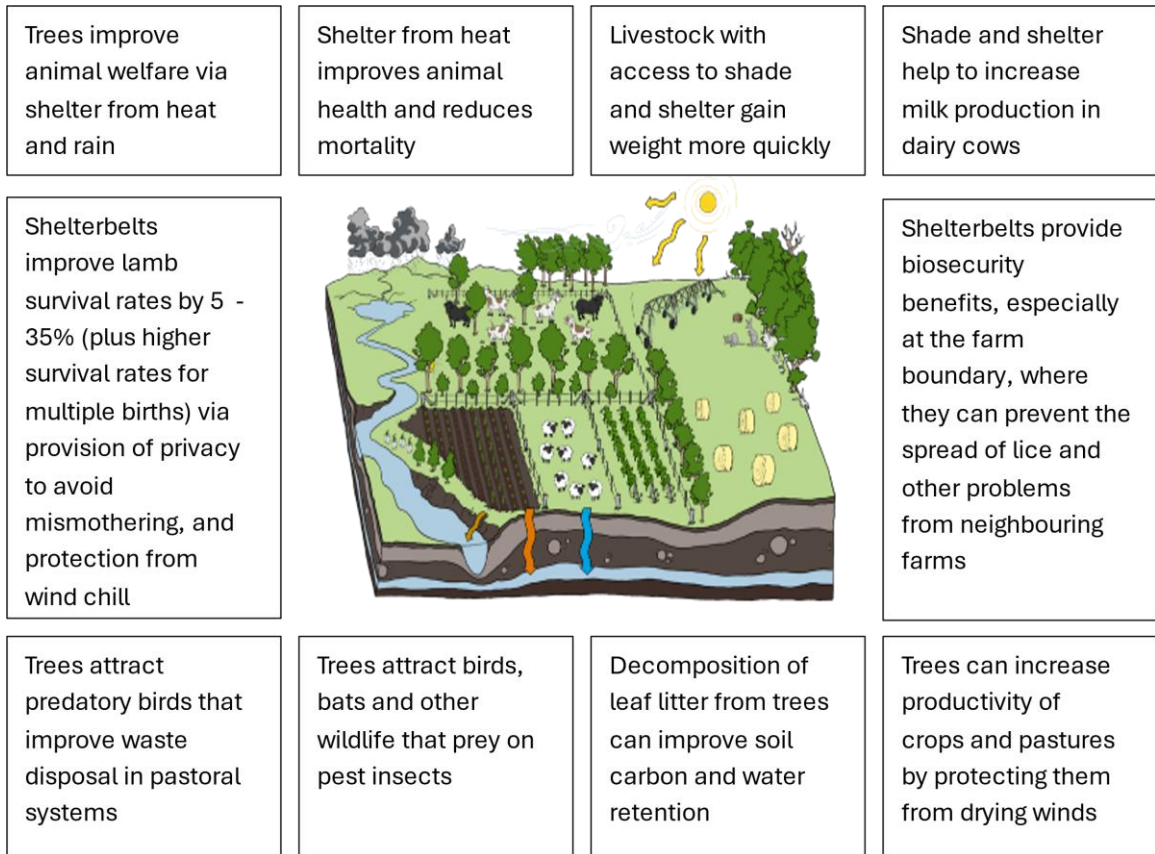 Trees improve
animal welfare via
shelter from heat
and rain
Shelter from heat
improves animal
health and reduces
mortality
Livestock with
access to shade
and shelter gain
weight more quickly
Shade and shelter
help to increase
milk production in
dairy cows
Shelterbelts
improve lamb
survival rates by 5 -
35% (plus higher
survival rates for
multiple births) via
provision of privacy
to avoid
mismothering, and
protection from
wind chill
Shelterbelts provide
biosecurity
benefits, especially
at the farm
boundary, where
they can prevent the
spread of lice and
other problems
from neighbouring
farms
Trees attract
predatory birds that
improve waste
disposal in pastoral
systems
Trees attract birds,
bats and other
wildlife that prey on
pest insects
Decomposition of
leaf litter from trees
can improve soil
carbon and water
retention
Trees can increase
productivity of
crops and pastures
by protecting them
from drying winds